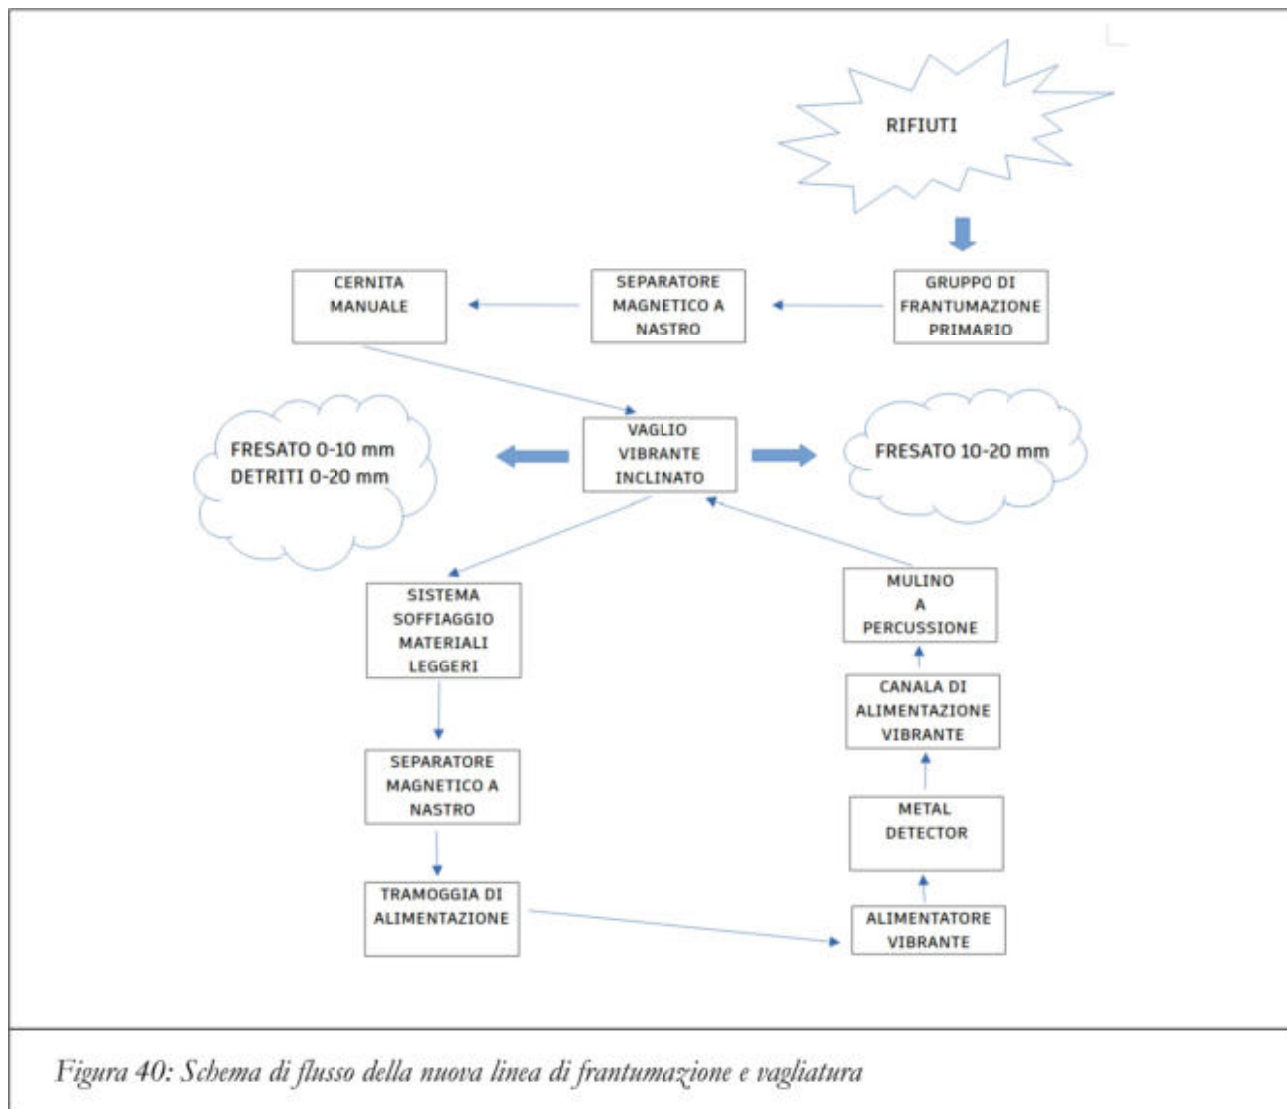 RIFIUTI
GRUPPO DI
FRANTUMAZIONE
PRIMARIO
SEPARATORE
MAGNETICO A
NASTRO
CERNITA
MANUALE
VAGLIO
VIBRANTE
INCLINATO
FRESATO 0-10 mm
DETRITI 0-20 mm
FRESATO 10-20 mm
SISTEMA
SOFFIAGGIO
MATERIALI
LEGGERI
SEPARATORE
MAGNETICO A
NASTRO
TRAMOGGIA DI
ALIMENTAZIONE
ALIMENTATORE
VIBRANTE
METAL
DETECTOR
CANALA DI
ALIMENTAZIONE
VIBRANTE
MULINO
A
PERCUSSIONE
Figura 40: Schema di flusso della nuova linea di frantumazione e vagliatura